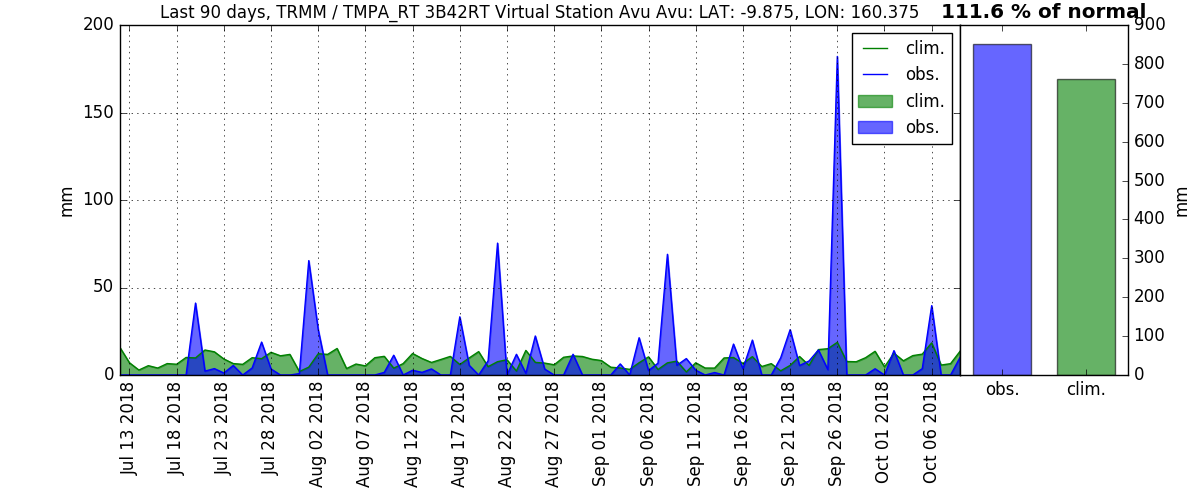 Last 90 days, TRMM / TMPA_RT 3B42RT Virtual Station Avu Avu: LAT: -9.875, LON: 160.375
111.6 % of normal
200
150
100
50
0
mm
clim.
obs.
clim.
obs.
900
800
700
600
500
400
300
200
100
0
mm
obs.
clim.
Jul 13 2018
Jul 18 2018
Jul 23 2018
Jul 28 2018
Aug 02 2018
Aug 07 2018
Aug 12 2018
Aug 17 2018
Aug 22 2018
Aug 27 2018
Sep 01 2018
Sep 06 2018
Sep 11 2018
Sep 16 2018
Sep 21 2018
Sep 26 2018
Oct 01 2018
Oct 06 2018